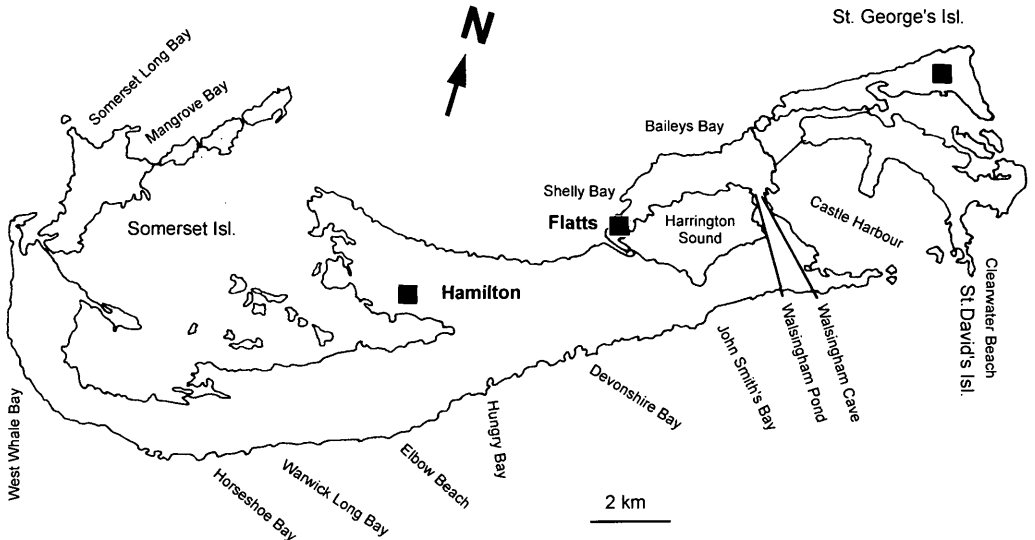 N
St. George's Isl.
Somerset Long Bay
Mangrove Bay
Baileys Bay
Shelly Bay
Flatts
Harrington
Sound
Castle Harbour
Somerset Isl.
Hamilton
Clearwater Beach
St.David's Isl.
Walsingham Cave
Walsingham Pond
John Smith's Bay
Devonshire Bay
Hungry Bay
Elbow Beach
Warwick Long Bay
Horseshoe Bay
West Whale Bay
2 km